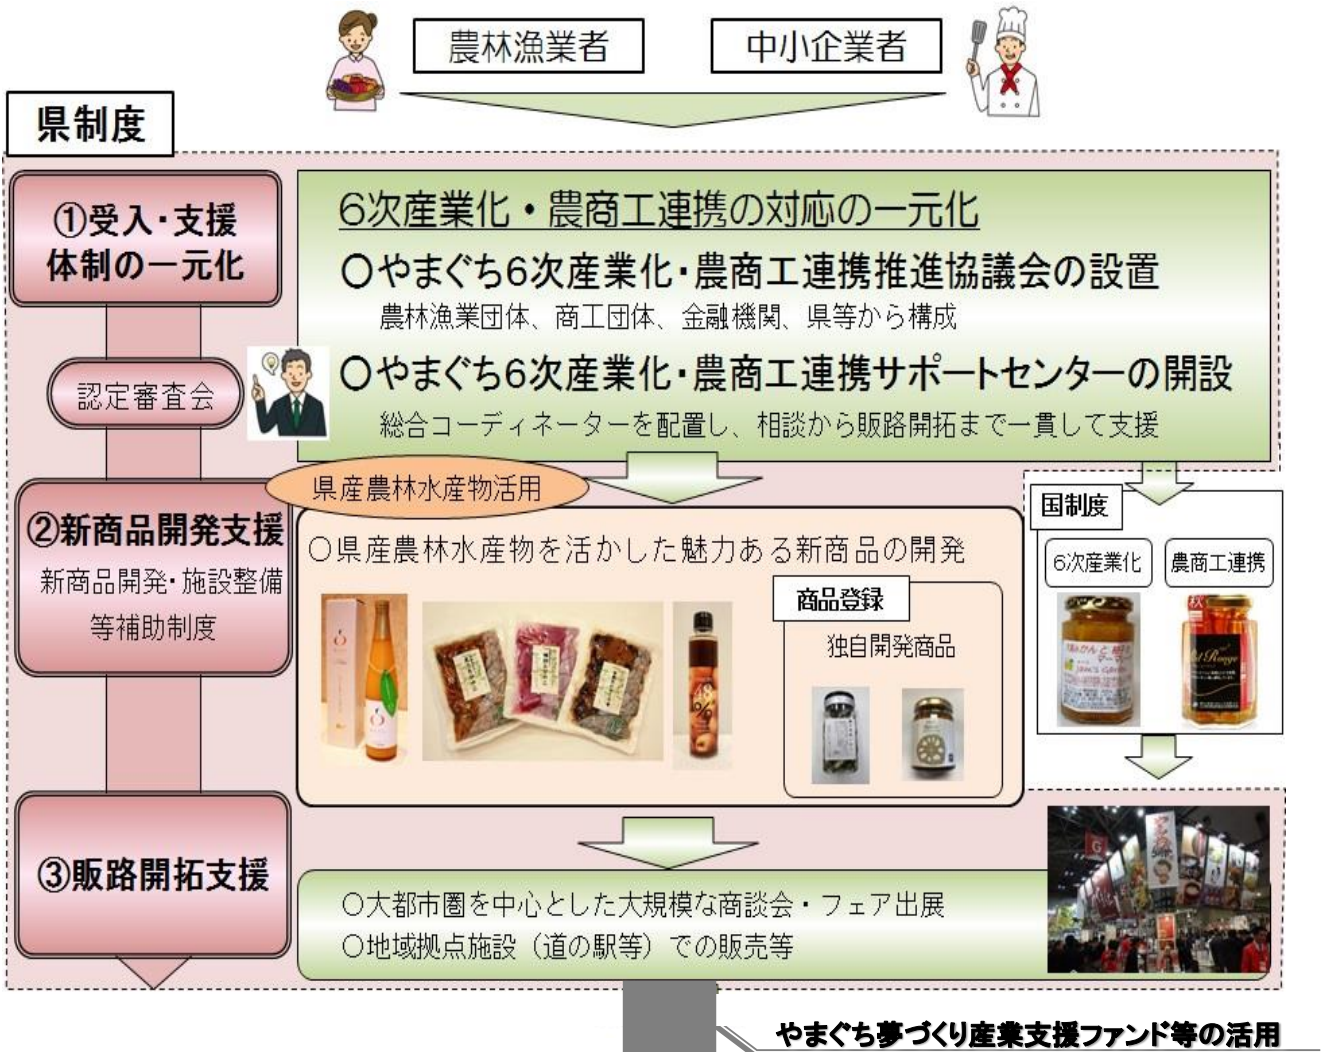 農林漁業者
中小企業者
県制度
①受入・支援
体制の一元化
6次産業化・農商工連携の対応の一元化
○やまぐち6次産業化・農商工連携推進協議会の設置
農林漁業団体、商工団体、金融機関、県等から構成
認定審査会
○やまぐち6次産業化・農商工連携サポートセンターの開設
総合コーディネーターを配置し、相談から販路開拓まで一貫して支援
県産農林水産物活用
②新商品開発支援
新商品開発・施設整備
等補助制度
○県産農林水産物を活かした魅力ある新商品の開発
商品登録
独自開発商品
48
%
国制度
6次産業化
農商工連携
秋
③販路開拓支援
○大都市圏を中心とした大規模な商談会・フェア出展
○地域拠点施設（道の駅等）での販売等
G
やまぐち夢づくり産業支援ファンド等の活用